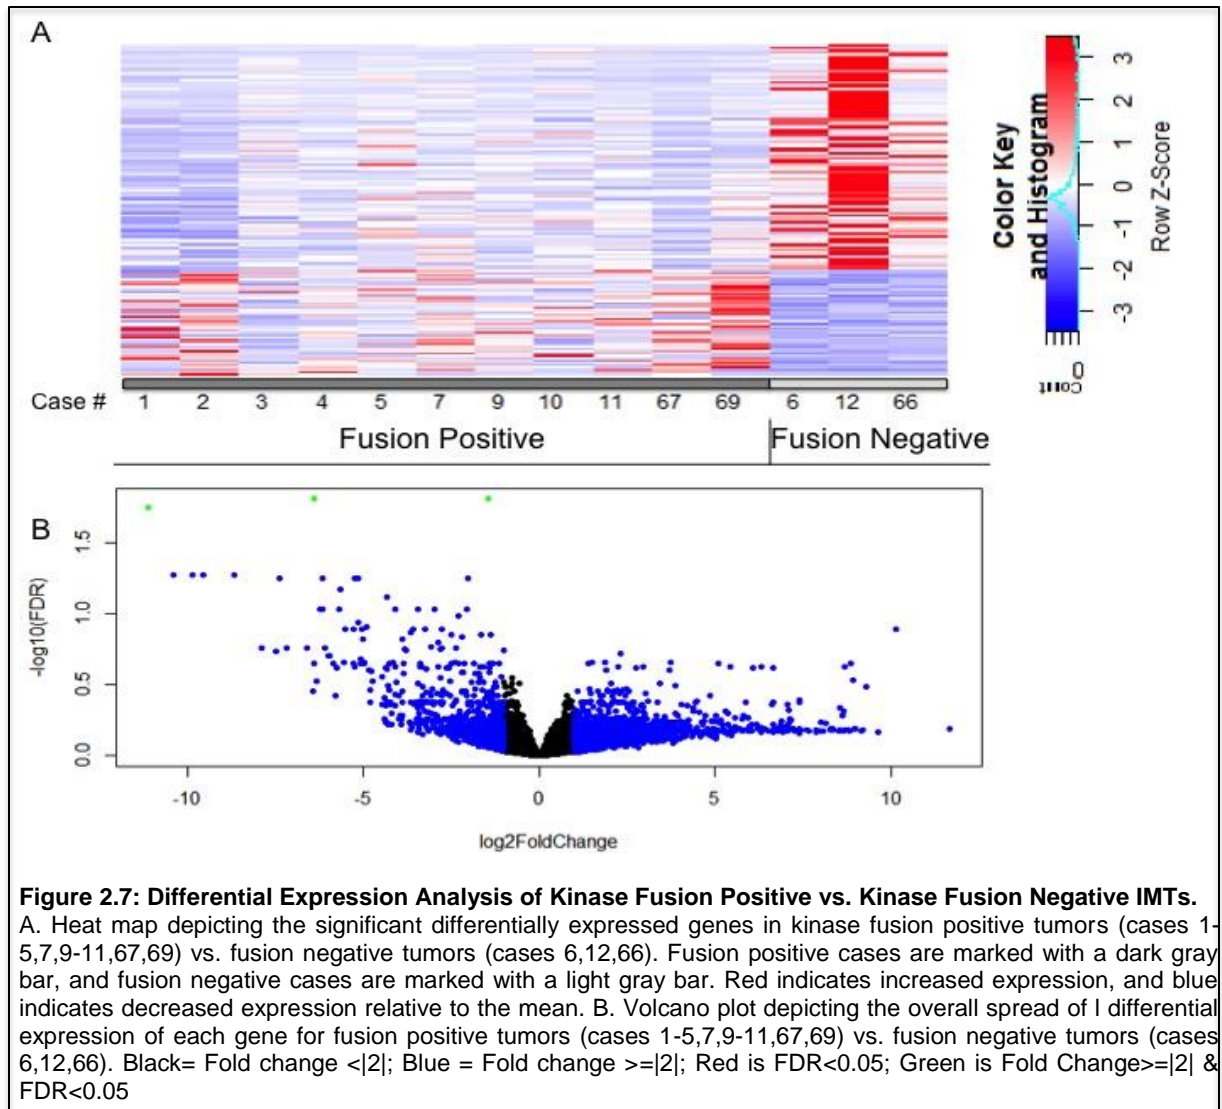 A
Color Key
and Histogram
3
2
1
0
-1
-2
-3
Row Z-Score
0
Count
Case #
1 2 3 4 5 7 9 10 11 67 69 6 12 66
Fusion Positive
Fusion Negative
B
-log10(FDR)
1.5
1.0
0.5
0.0
-10 -5 0 5 10
log2FoldChange
Figure 2.7: Differential Expression Analysis of Kinase Fusion Positive vs. Kinase Fusion Negative IMTs.
A. Heat map depicting the significant differentially expressed genes in kinase fusion positive tumors (cases 1-
5,7,9-11,67,69) vs. fusion negative tumors (cases 6,12,66). Fusion positive cases are marked with a dark gray
bar, and fusion negative cases are marked with a light gray bar. Red indicates increased expression, and blue
indicates decreased expression relative to the mean. B. Volcano plot depicting the overall spread of l differential
expression of each gene for fusion positive tumors (cases 1-5,7,9-11,67,69) vs. fusion negative tumors (cases
6,12,66). Black= Fold change <|2|; Blue = Fold change >=|2|; Red is FDR<0.05; Green is Fold Change>=|2| &
FDR<0.05